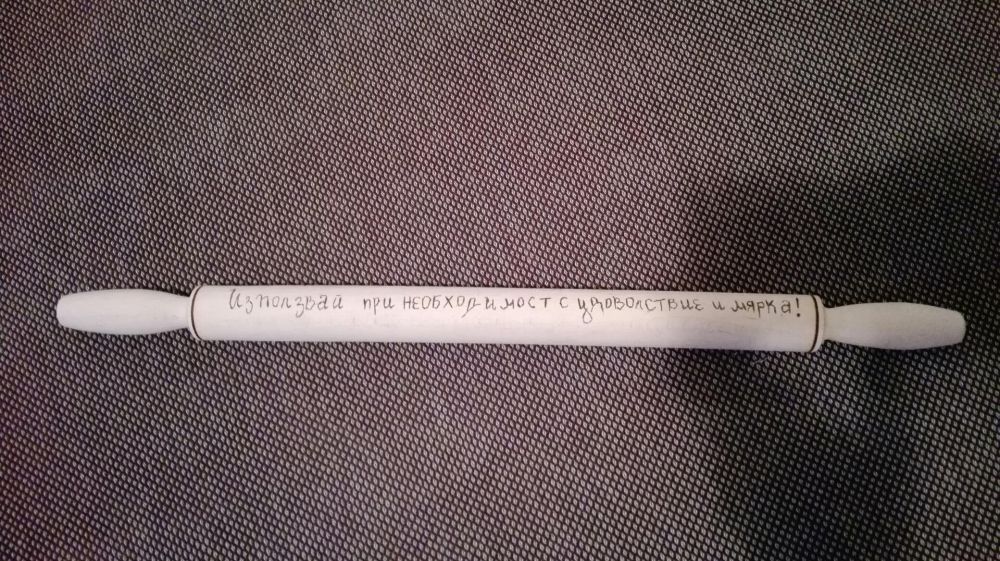 Използвай при необходимост с удоволствие и мярка!